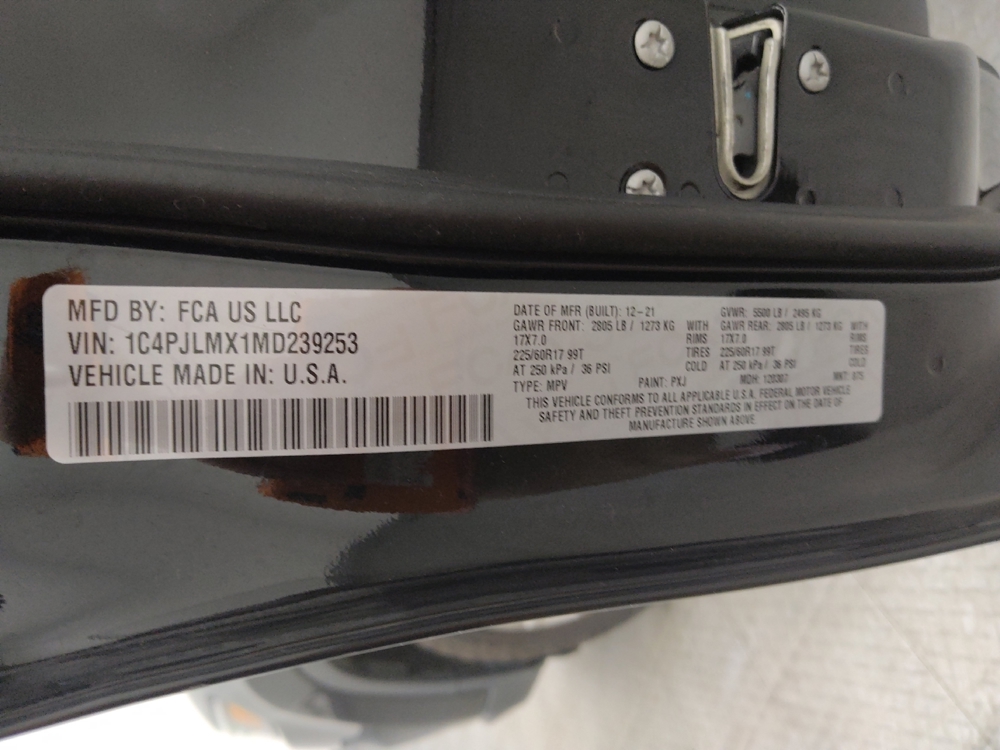 MFD BY: FCA US LLC
VIN: 1C4PJLMX1MD239253
VEHICLE MADE IN: U.S.A.
DATE OF MFR (BUILT): 12-21
GAWR FRONT: 2805 LB / 1273 KG WITH
17X7.0 RIMS
225/60R17 99T TIRES
AT 250 kPa / 36 PSI COLD
TYPE: MPV PAINT: PXJ
GVWR: 5500 LB / 2495 KG
GAWR REAR: 2805 LB / 1273 KG WITH
17X7.0 RIMS
225/60R17 99T TIRES
AT 250 kPa / 36 PSI COLD
MDH: 120307 MKT:
THIS VEHICLE CONFORMS TO ALL APPLICABLE U.S.A. FEDERAL MOTOR VEHICLE
SAFETY AND THEFT PREVENTION STANDARDS IN EFFECT ON THE DATE OF
MANUFACTURE SHOWN ABOVE